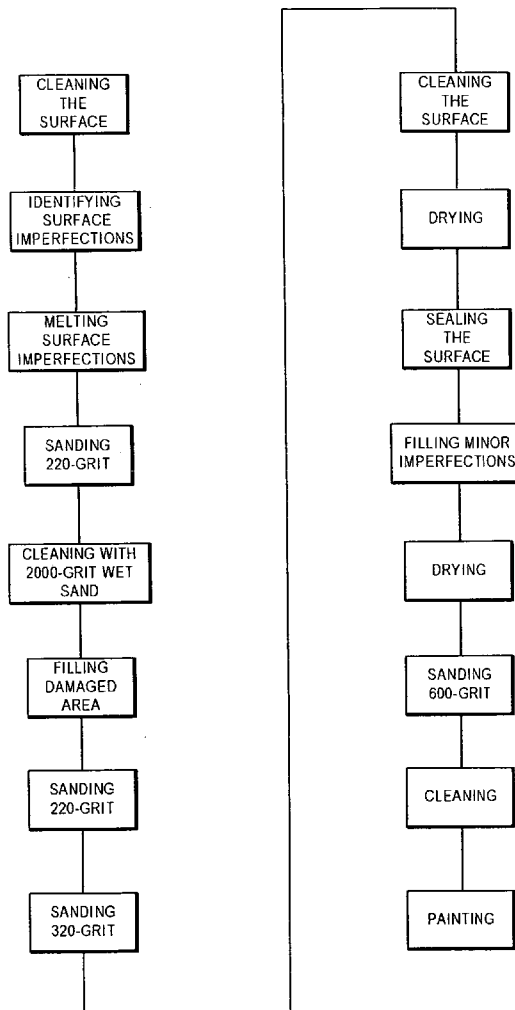 CLEANING
THE
SURFACE
IDENTIFYING
SURFACE
IMPERFECTIONS
MELTING
SURFACE
IMPERFECTIONS
SANDING
220-GRIT
CLEANING WITH
2000-GRIT WET
SAND
FILLING
DAMAGED
AREA
SANDING
220-GRIT
SANDING
320-GRIT
CLEANING
THE
SURFACE
DRYING
SEALING
THE
SURFACE
FILLING MINOR
IMPERFECTIONS
DRYING
SANDING
600-GRIT
CLEANING
PAINTING